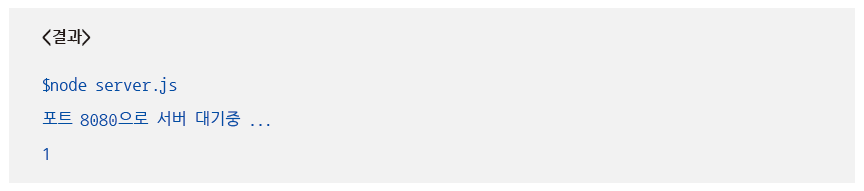 <결과>
$node server.js
포트 8080으로 서버 대기중 ...
1